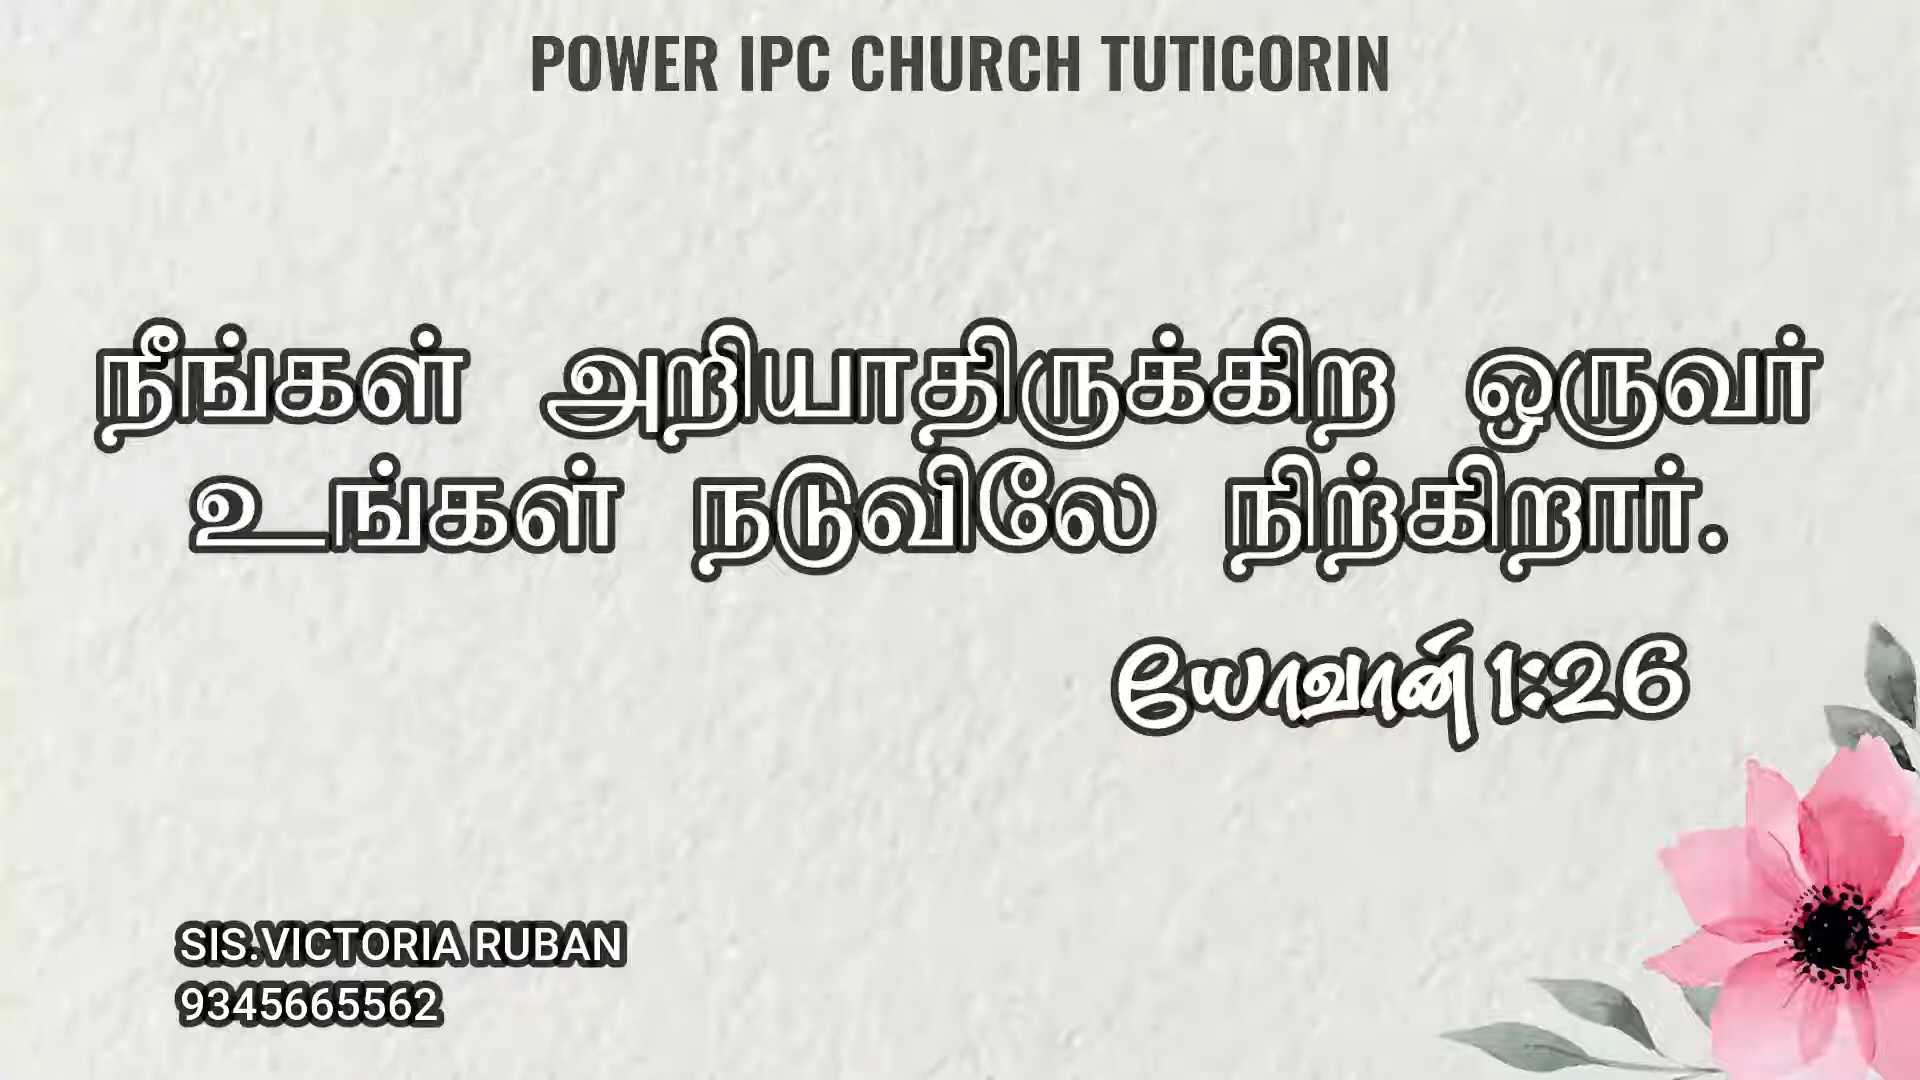 POWER IPC CHURCH TUTICORIN
நீங்கள் அறியாதிருக்கிற ஒருவர்
உங்கள் நடுவிலே நிற்கிறார்.
யோவான் 1:26
SIS.VICTORIA RUBAN
9345665562